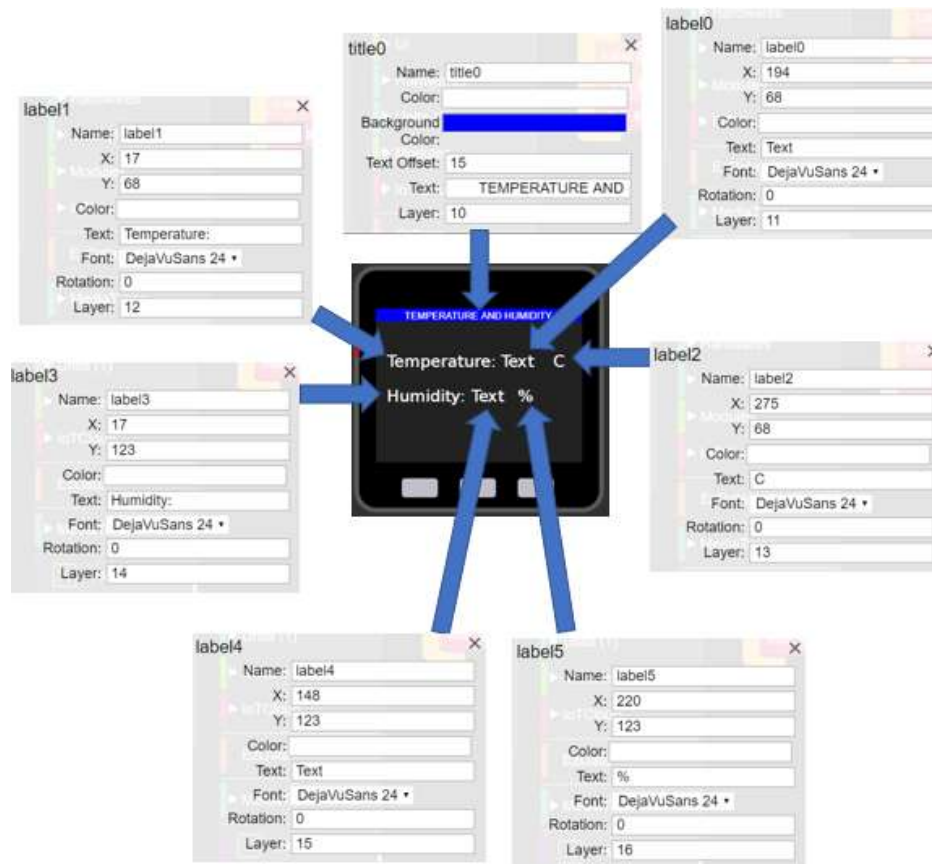 label0
Name: label0
X: 194
Y: 68
Color:
Text: Text
Font: DejaVuSans 24
Rotation: 0
Layer: 11
title0
Name: title0
Color:
Background
Color:
Text Offset: 15
Text: TEMPERATURE AND
Layer: 10
label1
Name: label1
X: 17
Y: 68
Color:
Text: Temperature:
Font: DejaVuSans 24
Rotation: 0
Layer: 12
TEMPERATURE AND HUMIDITY
Temperature: Text C
Humidity: Text %
label3
Name: label3
X: 17
Y: 123
Color:
Text: Humidity:
Font: DejaVuSans 24
Rotation: 0
Layer: 14
label2
Name: label2
X: 275
Y: 68
Color:
Text: C
Font: DejaVuSans 24
Rotation: 0
Layer: 13
label4
Name: label4
X: 148
Y: 123
Color:
Text: Text
Font: DejaVuSans 24
Rotation: 0
Layer: 15
label5
Name: label5
X: 220
Y: 123
Color:
Text: %
Font: DejaVuSans 24
Rotation: 0
Layer: 16